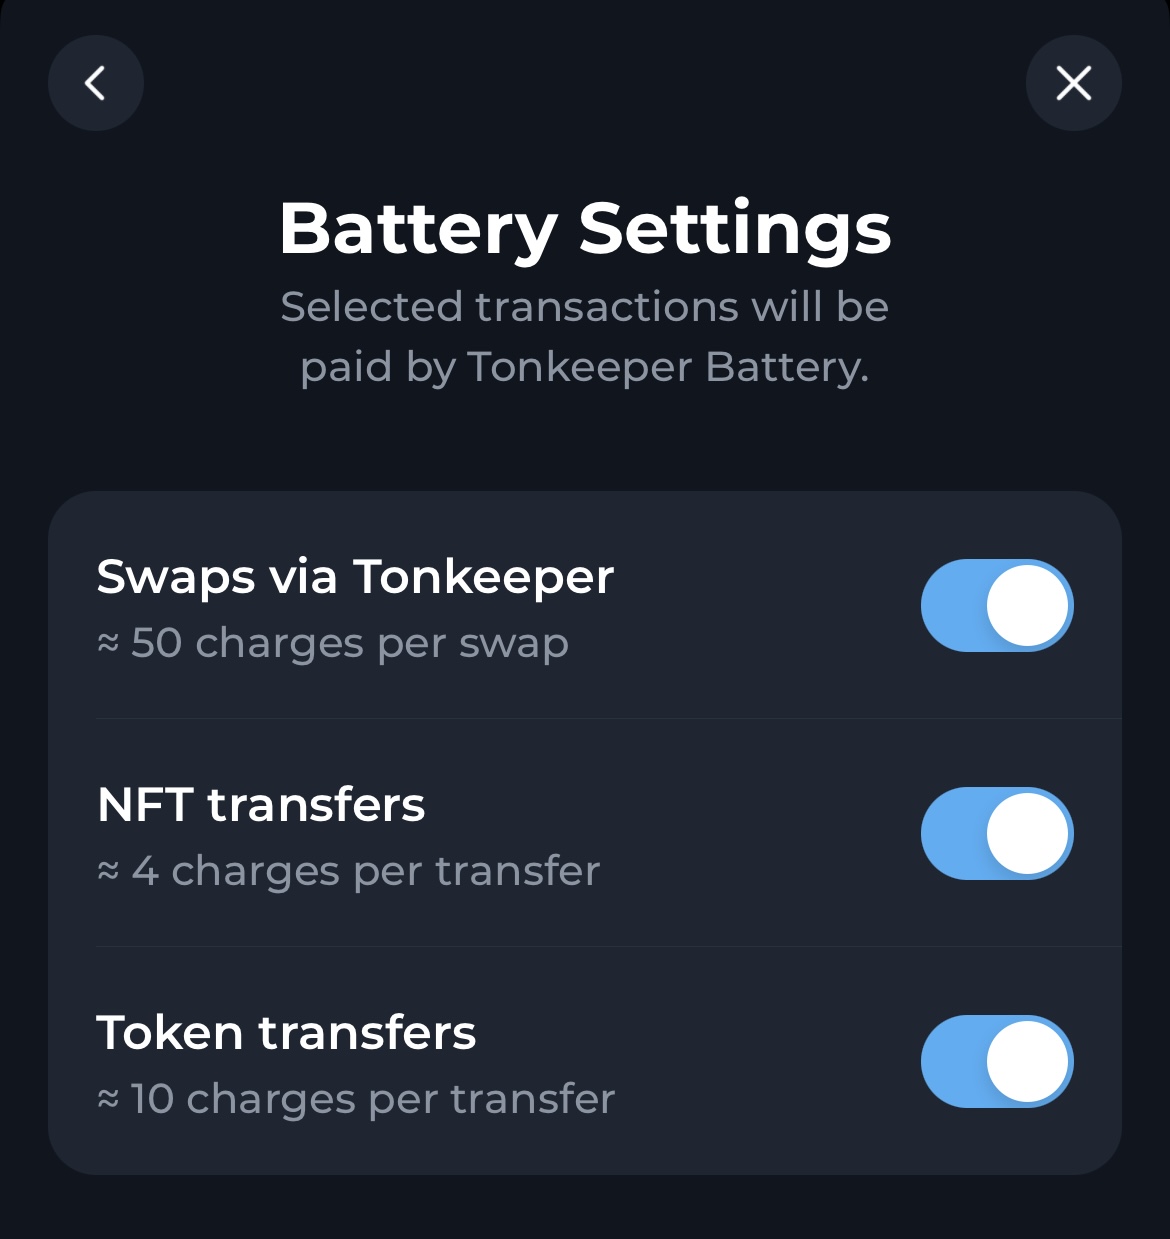 Battery Settings
Selected transactions will be
paid by Tonkeeper Battery.
Swaps via Tonkeeper
≈ 50 charges per swap
NFT transfers
≈ 4 charges per transfer
Token transfers
≈ 10 charges per transfer